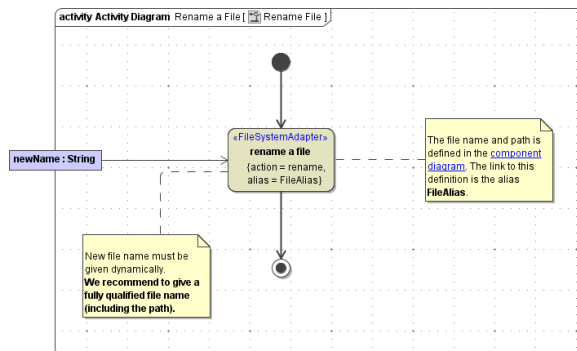 activity Activity Diagram Rename a File [ Rename File ]
«FileSystemAdapter»
rename a file
{action = rename,
alias = FileAlias}
newName : String
The file name and path is
defined in the component
diagram. The link to this
definition is the alias
FileAlias.
New file name must be
given dynamically.
We recommend to give a
fully qualified file name
(including the path).